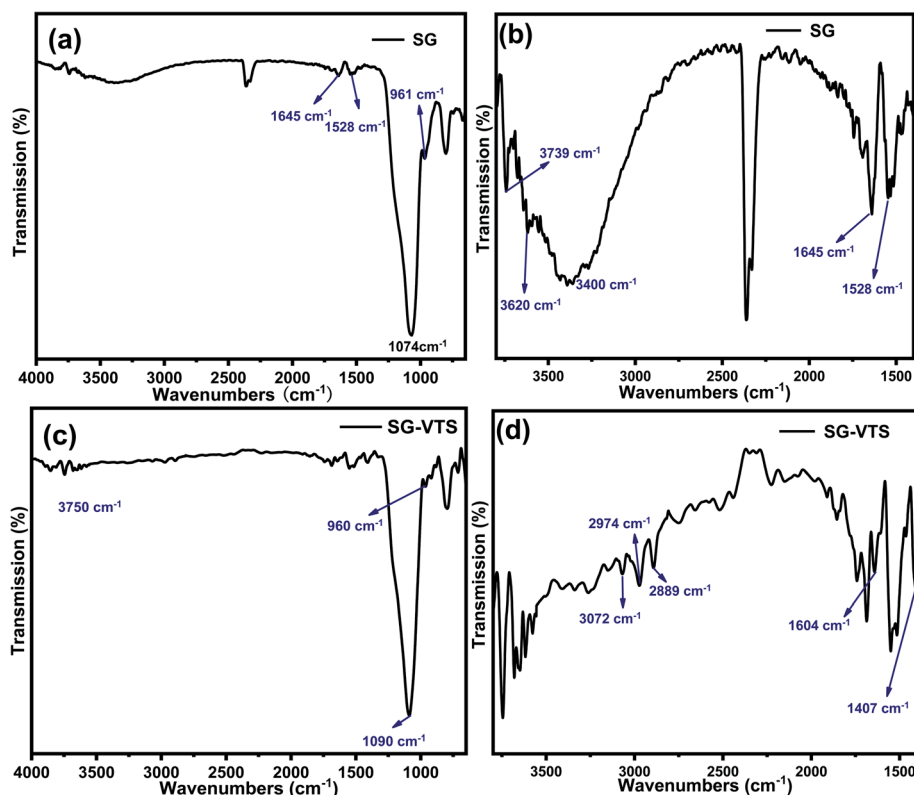 (a)
SG
961 cm⁻¹
1645 cm⁻¹
1528 cm⁻¹
1074cm⁻¹
Transmission (%)
4000 3500 3000 2500 2000 1500 1000
Wavenumbers (cm⁻¹)
(b)
SG
3739 cm⁻¹
3620 cm⁻¹
3400 cm⁻¹
1645 cm⁻¹
1528 cm⁻¹
Transmission (%)
3500 3000 2500 2000 1500
Wavenumbers (cm⁻¹)
(c)
SG-VTS
3750 cm⁻¹
960 cm⁻¹
1090 cm⁻¹
Transmission (%)
4000 3500 3000 2500 2000 1500 1000
Wavenumbers (cm⁻¹)
(d)
SG-VTS
2974 cm⁻¹
2889 cm⁻¹
3072 cm⁻¹
1604 cm⁻¹
1407 cm⁻¹
Transmission (%)
3500 3000 2500 2000 1500
Wavenumbers (cm⁻¹)